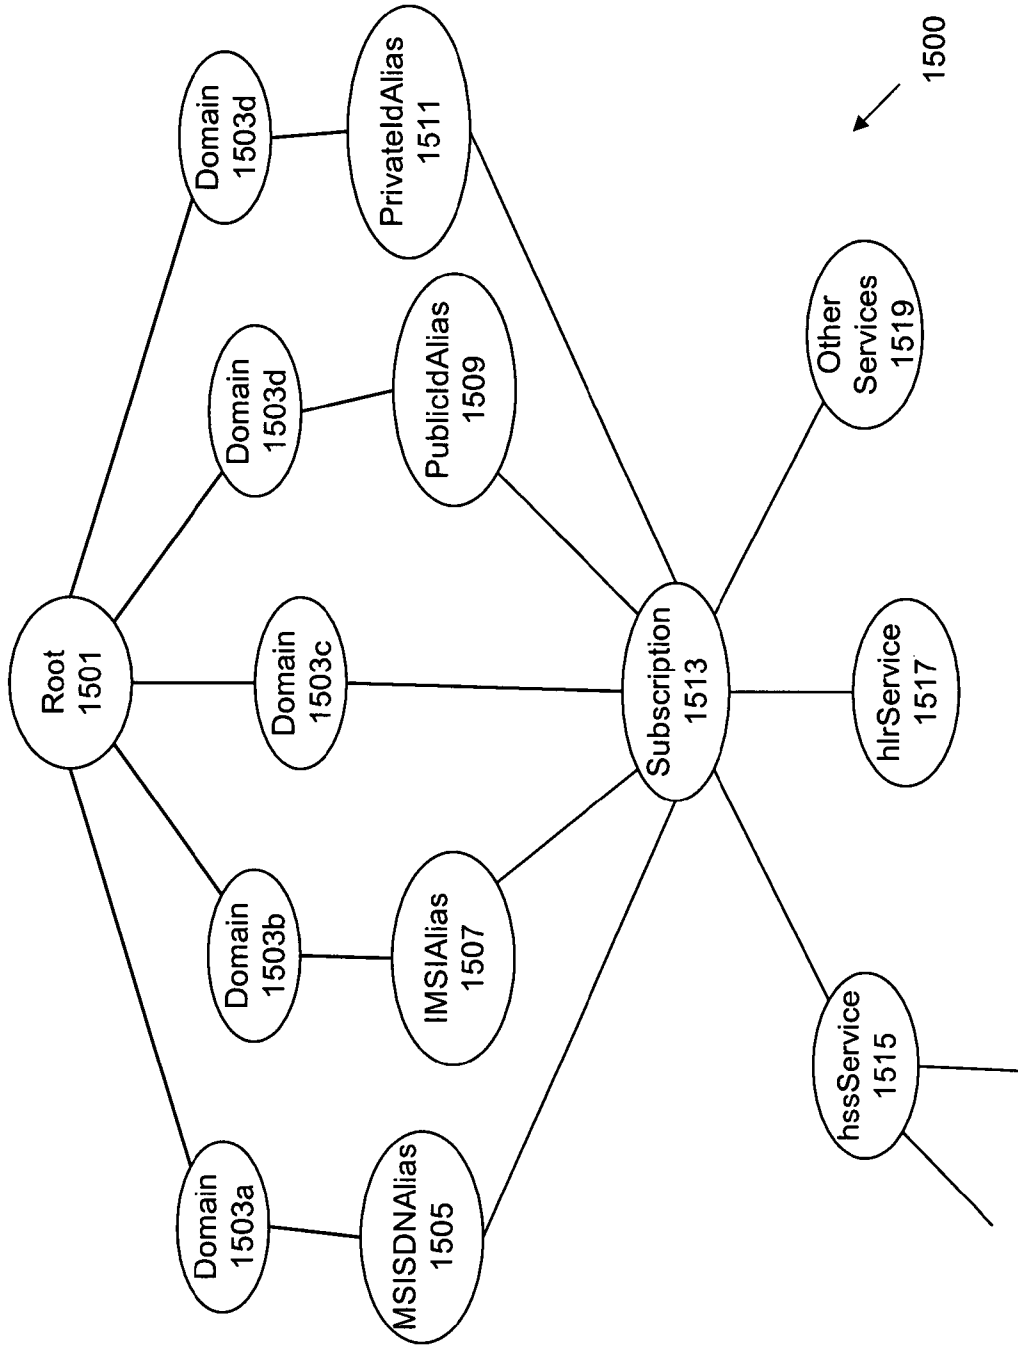 Root
1501
Domain
1503a
Domain
1503b
Domain
1503c
Domain
1503d
Domain
1503d
MSISDNAlias
1505
IMSIAlias
1507
PublicIdAlias
1509
PrivateIdAlias
1511
Subscription
1513
hssService
1515
hlrService
1517
Other
Services
1519
1500